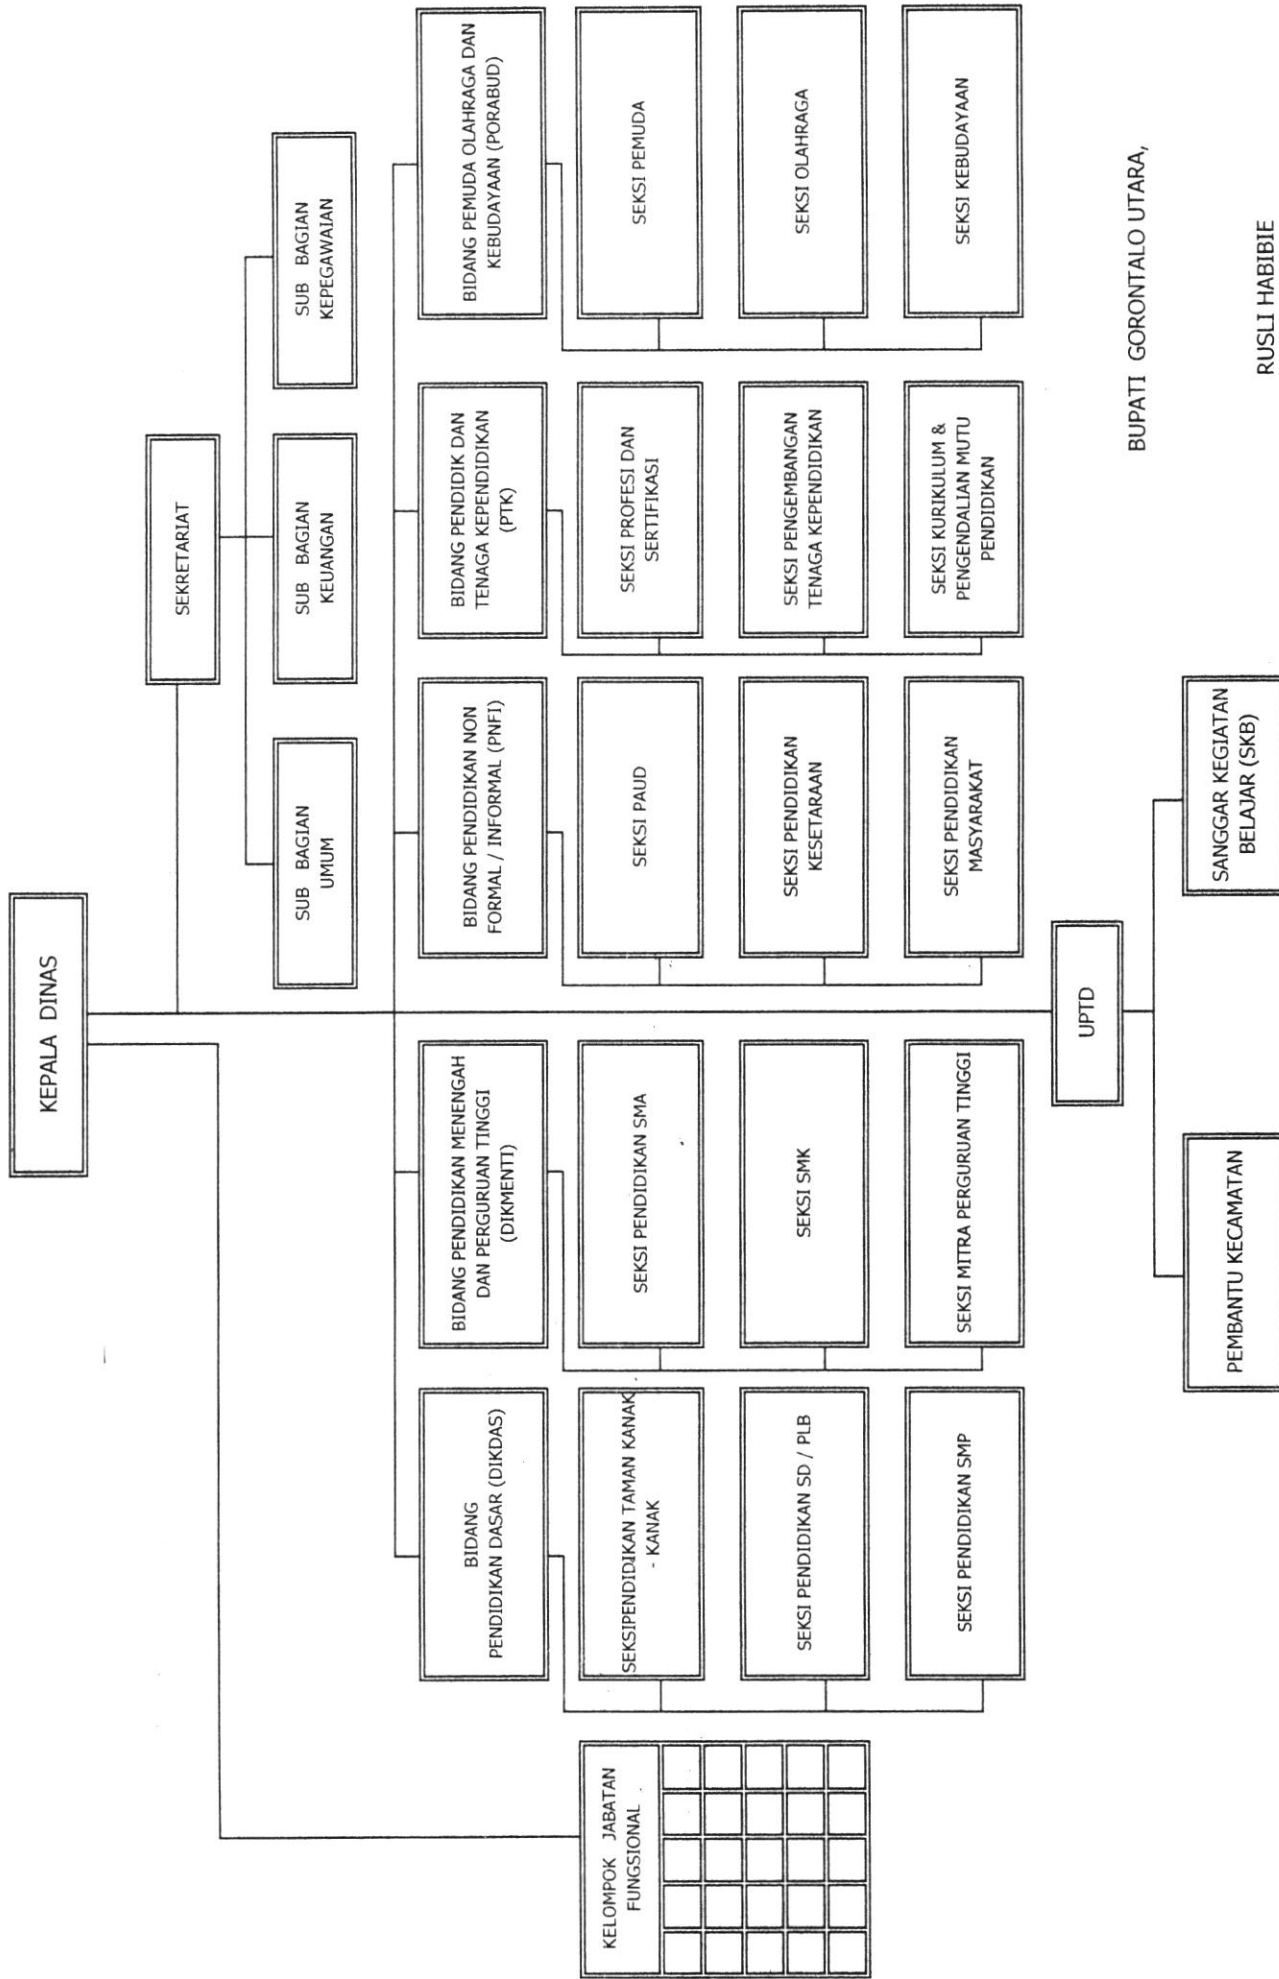 KEPALA DINAS
SEKRETARIAT
SUB BAGIAN
UMUM
SUB BAGIAN
KEUANGAN
SUB BAGIAN
KEPEGAWAIAN
BIDANG
PENDIDIKAN DASAR (DIKDAS)
BIDANG PENDIDIKAN MENENGAH
DAN PERGURUAN TINGGI
(DIKMENTI)
BIDANG PENDIDIKAN NON
FORMAL / INFORMAL (PNFI)
BIDANG PENDIDIK DAN
TENAGA KEPENDIDIKAN
(PTK)
BIDANG PEMUDA OLAHRAGA DAN
KEBUDAYAAN (PORABUD)
KELOMPOK JABATAN
FUNGSIONAL
SEKSIPENDIDIKAN TAMAN KANAK
- KANAK
SEKSI PENDIDIKAN SMA
SEKSI PAUD
SEKSI PROFESI DAN
SERTIFIKASI
SEKSI PEMUDA
SEKSI PENDIDIKAN SD / PLB
SEKSI SMK
SEKSI PENDIDIKAN
KESETARAAN
SEKSI PENGEMBANGAN
TENAGA KEPENDIDIKAN
SEKSI OLAHRAGA
SEKSI PENDIDIKAN SMP
SEKSI MITRA PERGURUAN TINGGI
SEKSI PENDIDIKAN
MASYARAKAT
SEKSI KURIKULUM &
PENGENDALIAN MUTU
PENDIDIKAN
SEKSI KEBUDAYAAN
UPTD
PEMBANTU KECAMATAN
SANGGAR KEGIATAN
BELAJAR (SKB)
BUPATI GORONTALO UTARA,
RUSLI HABIBIE